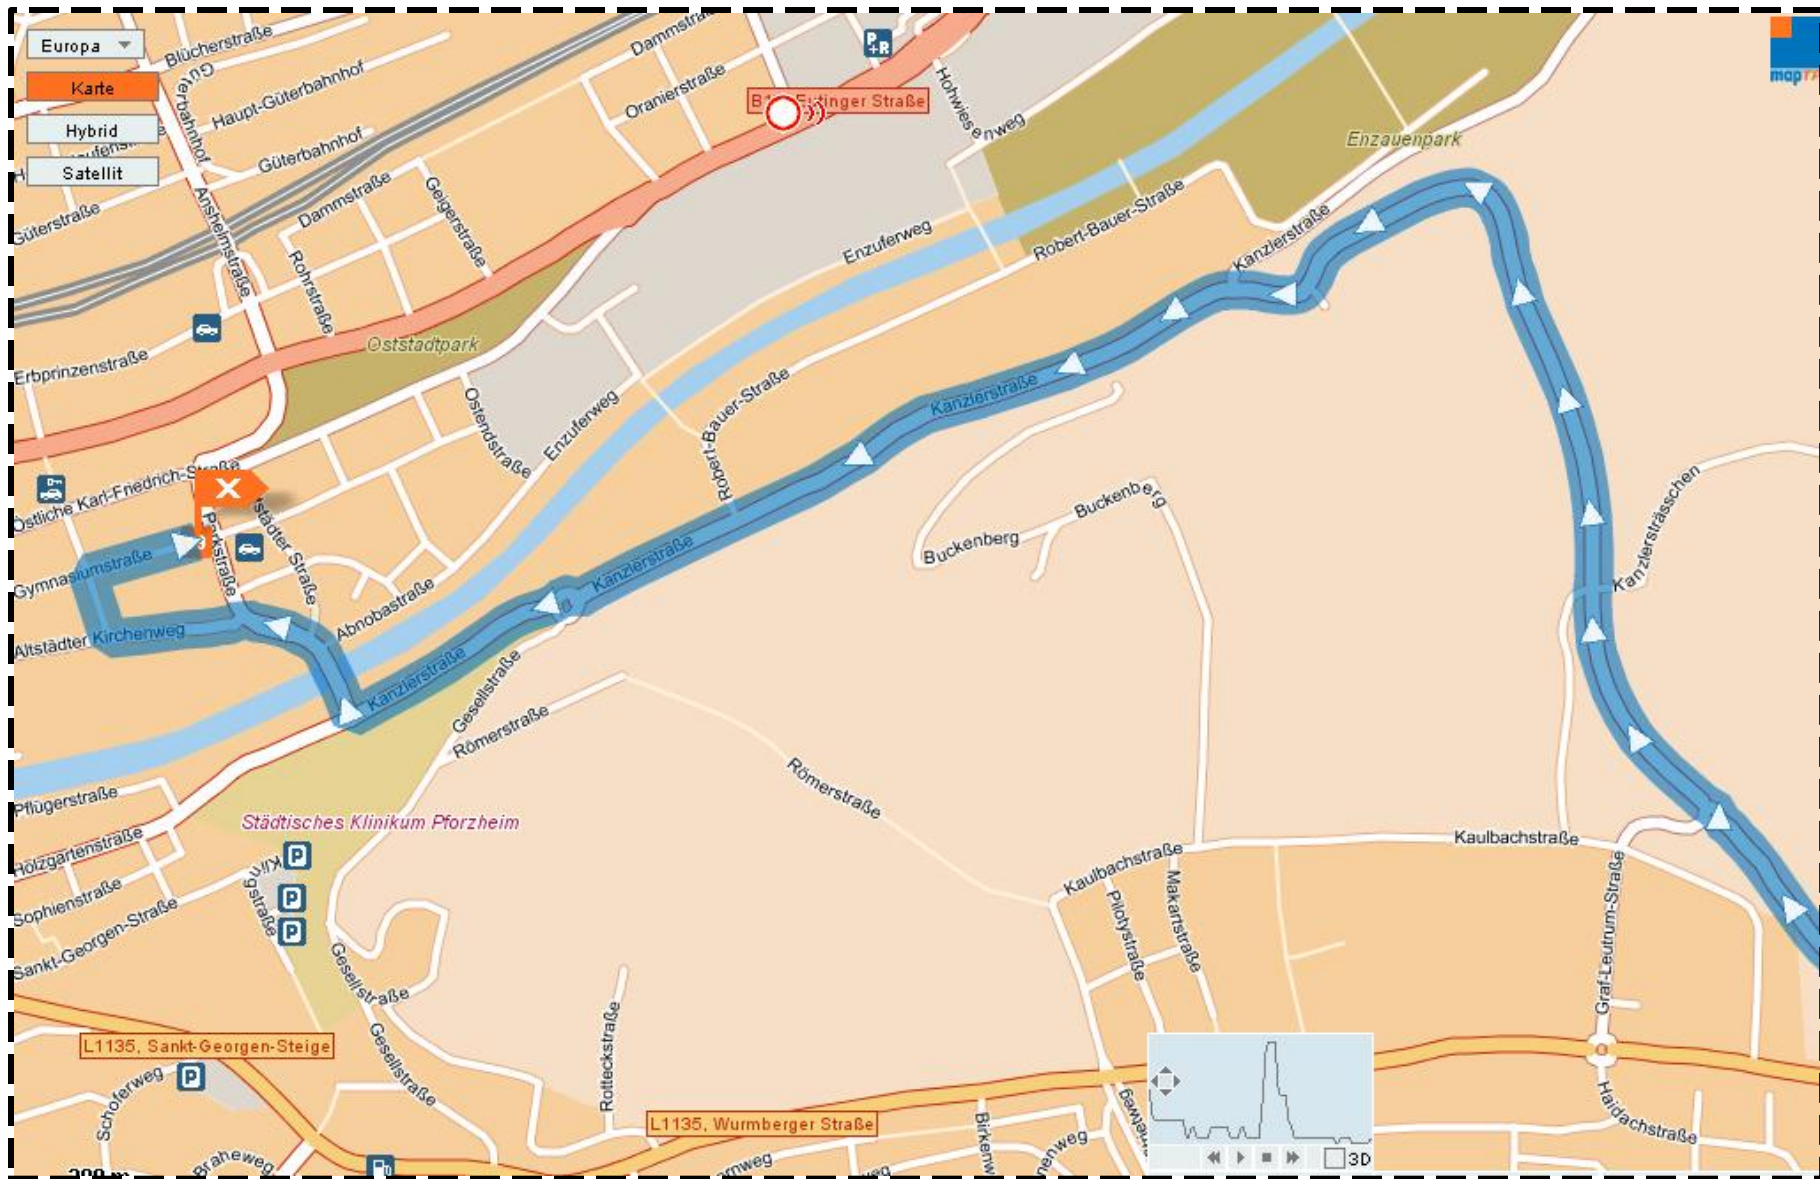 Europa
Karte
Hybrid
Satellit
Blücherstraße
Güterbahnhof
Haupt-Güterbahnhof
Güterbahnhof
Güterstraße
Dammstraße
Oranierstraße
P+R
Eutinger Straße
Hohwiesenweg
Enzauenpark
Dammstraße
Geigerstraße
Anshelmstraße
Rohrstraße
Enzuferweg
Robert-Bauer-Straße
Kanzlerstraße
Erbprinzenstraße
Oststadtpark
Ostendstraße
Enzuferweg
Robert-Bauer-Straße
Kanzlerstraße
Östliche Karl-Friedrich-Straße
X
Parkstraße
Gymnasiumstraße
Altstädter Kirchenweg
Abnobastraße
Kanzlerstraße
Kanzlerstraße
Buckenberg
Buckenberg
Kanzlersträsschen
Gesellstraße
Römerstraße
Römerstraße
Pflügerstraße
Holzgartenstraße
Sophienstraße
Sankt-Georgen-Straße
Städtisches Klinikum Pforzheim
P
P
P
Kaulbachstraße
Kaulbachstraße
Pilotystraße
Makartstraße
Graf-Leutrum-Straße
Gesellstraße
Gesellstraße
Rotteckstraße
L1135, Sankt-Georgen-Steige
P
Schoferweg
L1135, Wurmberger Straße
Haidachstraße
3D